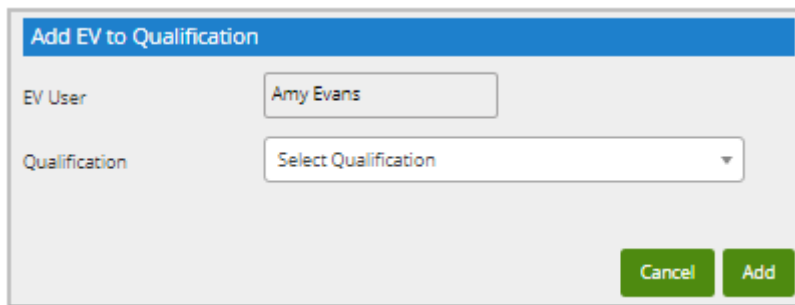 Add EV to Qualification
EV User Amy Evans
Qualification Select Qualification
Cancel Add